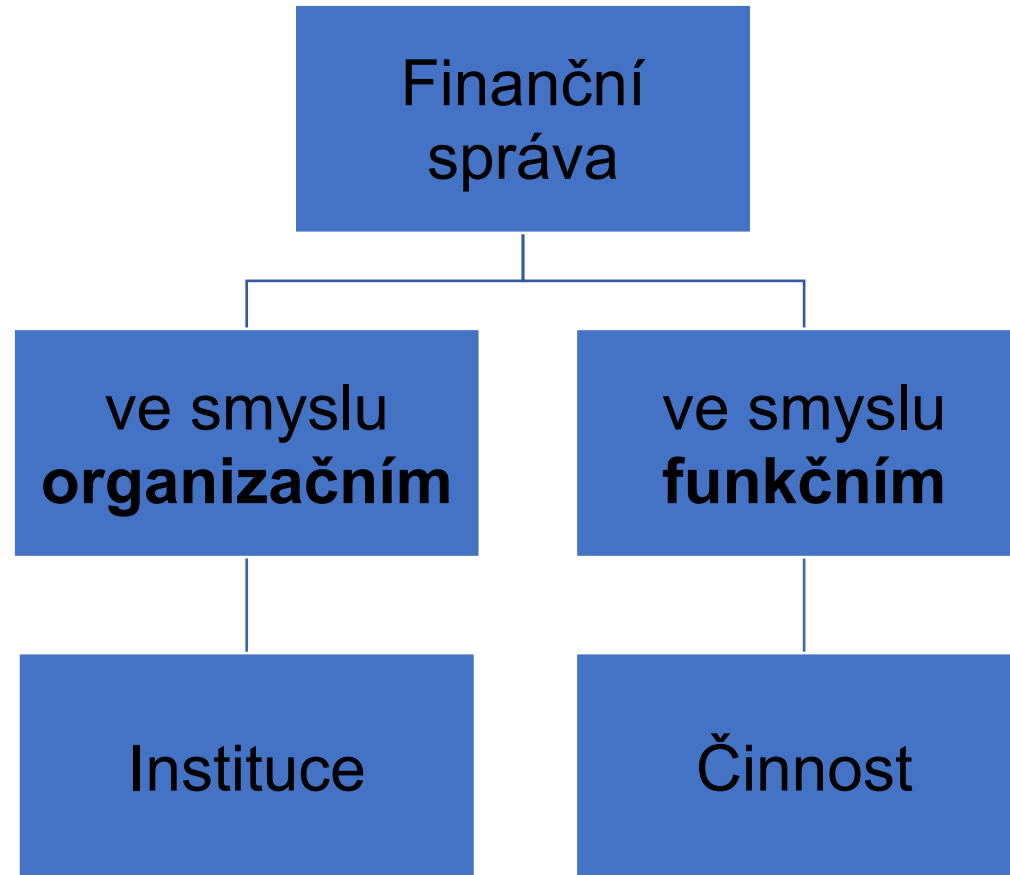 Finanční
správa
ve smyslu
organizačním
ve smyslu
funkčním
Instituce
Činnost